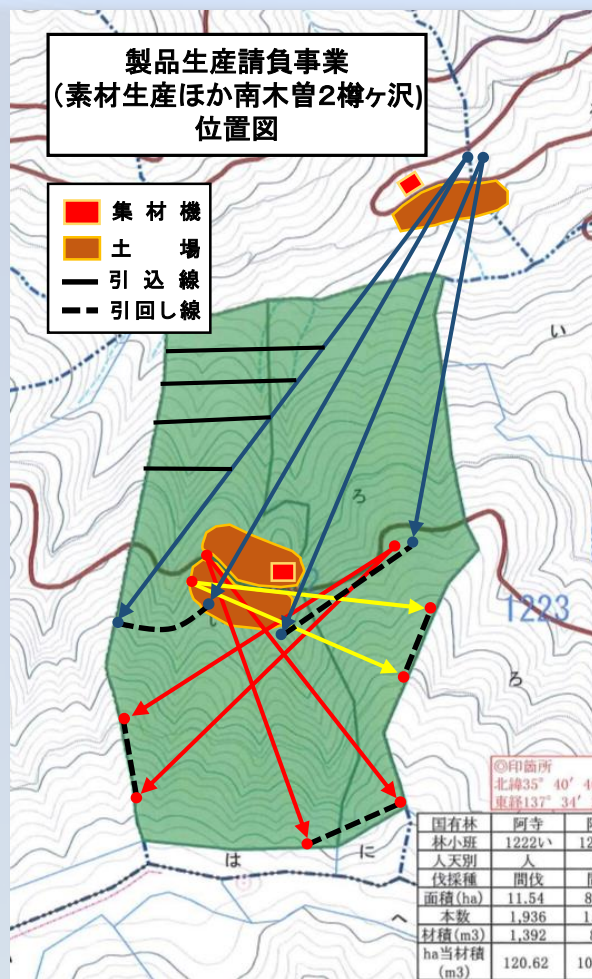 製品生産請負事業
(素材生産ほか南木曽2樽ヶ沢)
位置図
集材機
土場
引込線
引回し線
い
ろ
い
1223
ろ
◎印箇所
北緯35° 40′
東経137° 34′
国有林 阿寺
林小班 1222い
人天別 人
伐採種 間伐
面積(ha) 11.54
本数 1,936
材積(m3) 1,392
ha当材積(m3) 120.62
は
に
へ